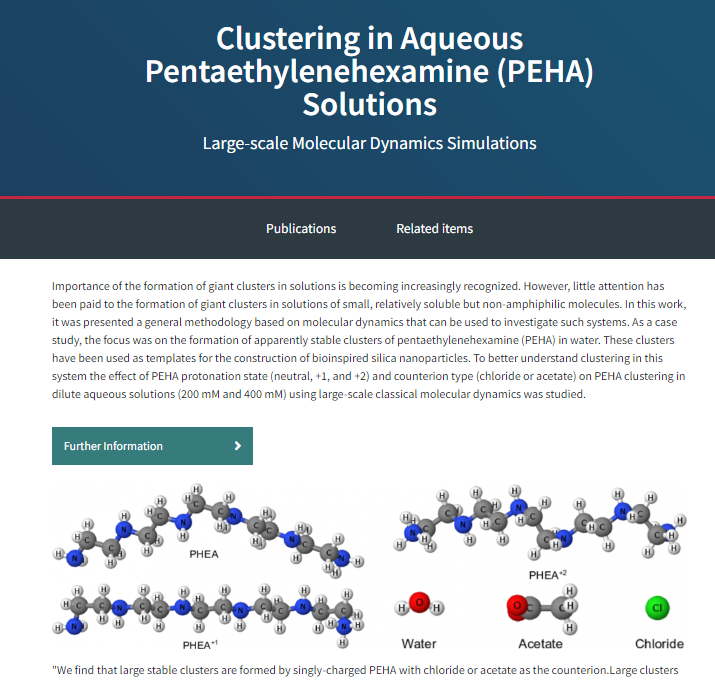 Clustering in Aqueous
Pentaethylenehexamine (PEHA)
Solutions
Large-scale Molecular Dynamics Simulations
Publications
Related items
Importance of the formation of giant clusters in solutions is becoming increasingly recognized. However, little attention has
been paid to the formation of giant clusters in solutions of small, relatively soluble but non-amphiphilic molecules. In this work,
it was presented a general methodology based on molecular dynamics that can be used to investigate such systems. As a case
study, the focus was on the formation of apparently stable clusters of pentaethylenehexamine (PEHA) in water. These clusters
have been used as templates for the construction of bioinspired silica nanoparticles. To better understand clustering in this
system the effect of PEHA protonation state (neutral, +1, and +2) and counterion type (chloride or acetate) on PEHA clustering in
dilute aqueous solutions (200 mM and 400 mM) using large-scale classical molecular dynamics was studied.
Further Information
PHEA
PHEA+2
PHEA+1
Water
Acetate
Chloride
"We find that large stable clusters are formed by singly-charged PEHA with chloride or acetate as the counterion.Large clusters